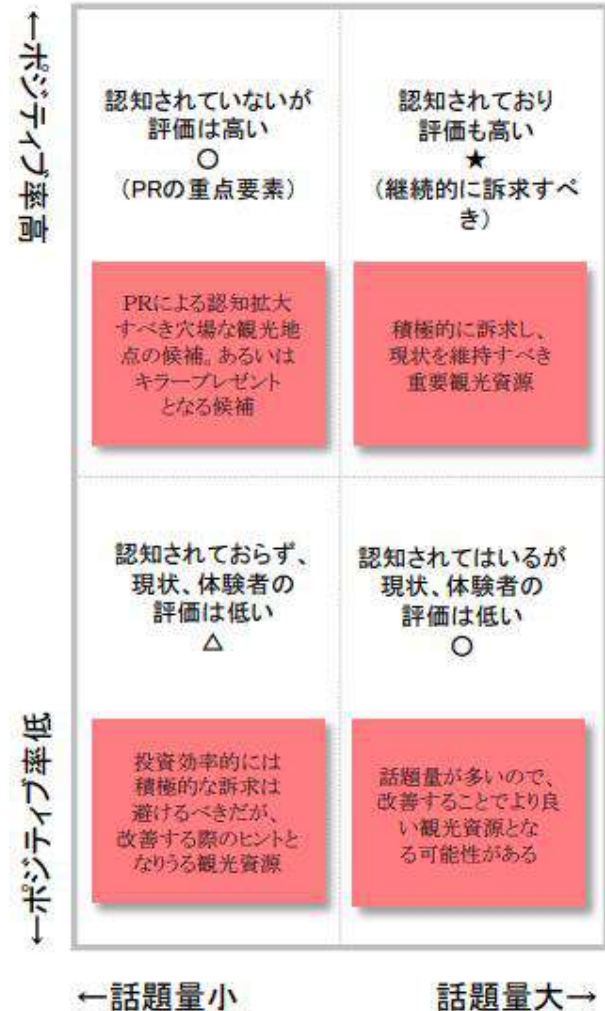 ←ポジティブ率高
認知されていないが
評価は高い
○
（PRの重点要素）
認知されており
評価も高い
★
（継続的に訴求すべ
き）
PRによる認知拡大
すべき穴場な観光地
点の候補。あるいは
キラープレゼント
となる候補
積極的に訴求し、
現状を維持すべき
重要観光資源
←ポジティブ率低
認知されておらず、
現状、体験者の
評価は低い
△
認知されてはいるが
現状、体験者の
評価は低い
○
投資効率的には
積極的な訴求は
避けるべきだが、
改善する際のヒントと
なりうる観光資源
話題量が多いので、
改善することでより良
い観光資源とな
る可能性がある
←話題量小
話題量大→